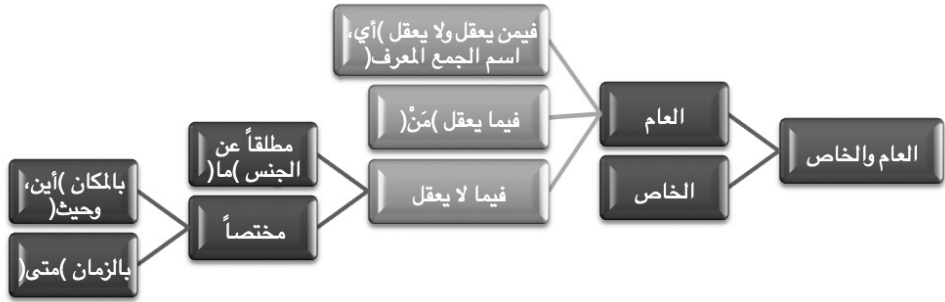 العام والخاص
العام
الخاص
فيمن يعقل ولا يعقل )أي،
اسم الجمع المعرف(
فيما يعقل )مَنْ(
فيما لا يعقل
مطلقاً عن
الجنس )ما(
مختصاً
بالمكان )أين،
وحيث(
بالزمان )متى(